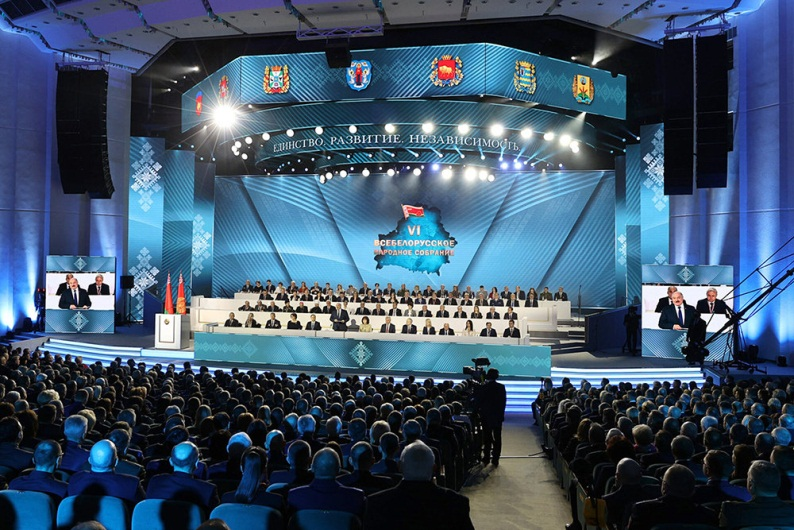 ЕДИНСТВО. РАЗВИТИЕ. НЕЗАВИСИМОСТЬ.
VI
ВСЕБЕЛОРУССКОЕ
НАРОДНОЕ СОБРАНИЕ